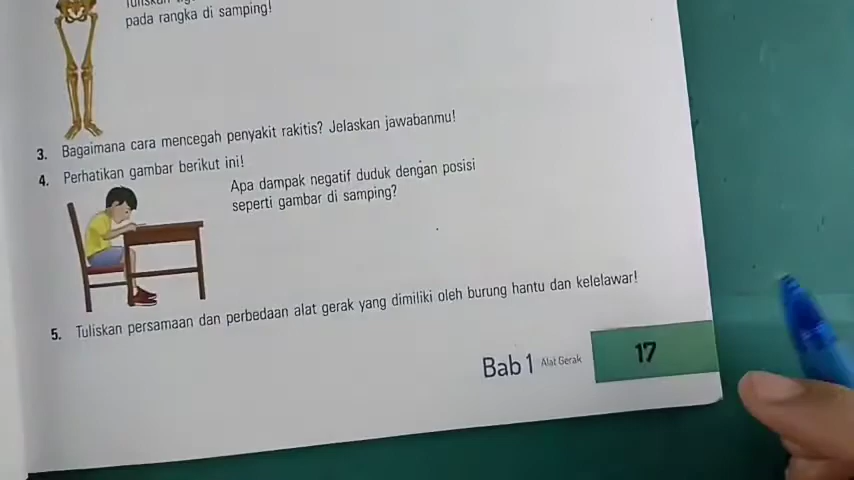 pada rangka di samping!
3. Bagaimana cara mencegah penyakit rakitis? Jelaskan jawabanmu!
4. Perhatikan gambar berikut ini!
Apa dampak negatif duduk dengan posisi
seperti gambar di samping?
5. Tuliskan persamaan dan perbedaan alat gerak yang dimiliki oleh burung hantu dan kelelawar!
Bab 1 Alat Gerak 17